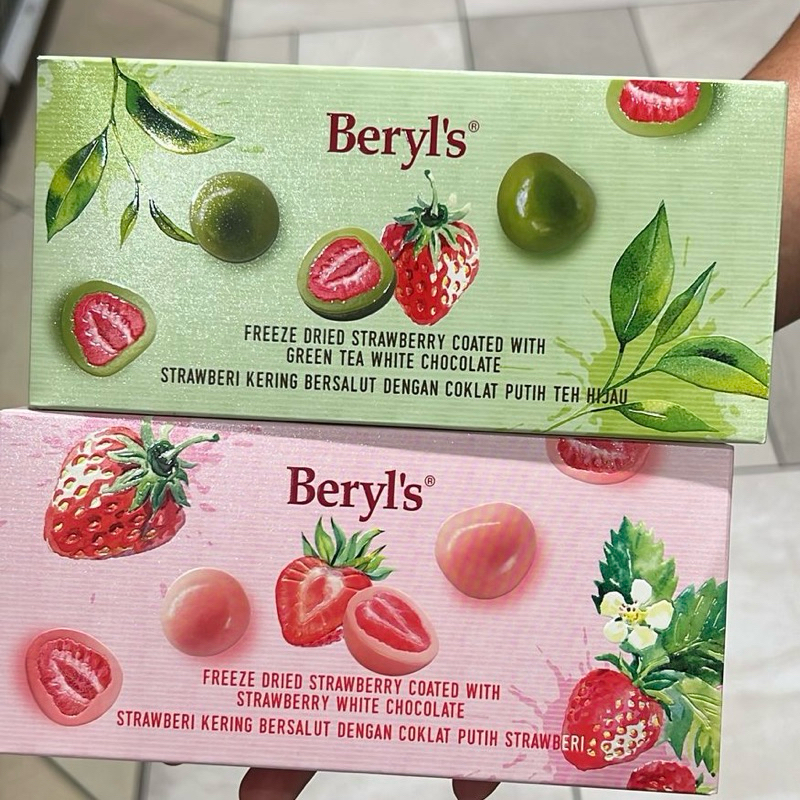 Beryl's®
FREEZE DRIED STRAWBERRY COATED WITH
GREEN TEA WHITE CHOCOLATE
STRAWBERI KERING BERSALUT DENGAN COKLAT PUTIH TEH HIJAU
Beryl's®
FREEZE DRIED STRAWBERRY COATED WITH
STRAWBERRY WHITE CHOCOLATE
STRAWBERI KERING BERSALUT DENGAN COKLAT PUTIH STRAWBERI